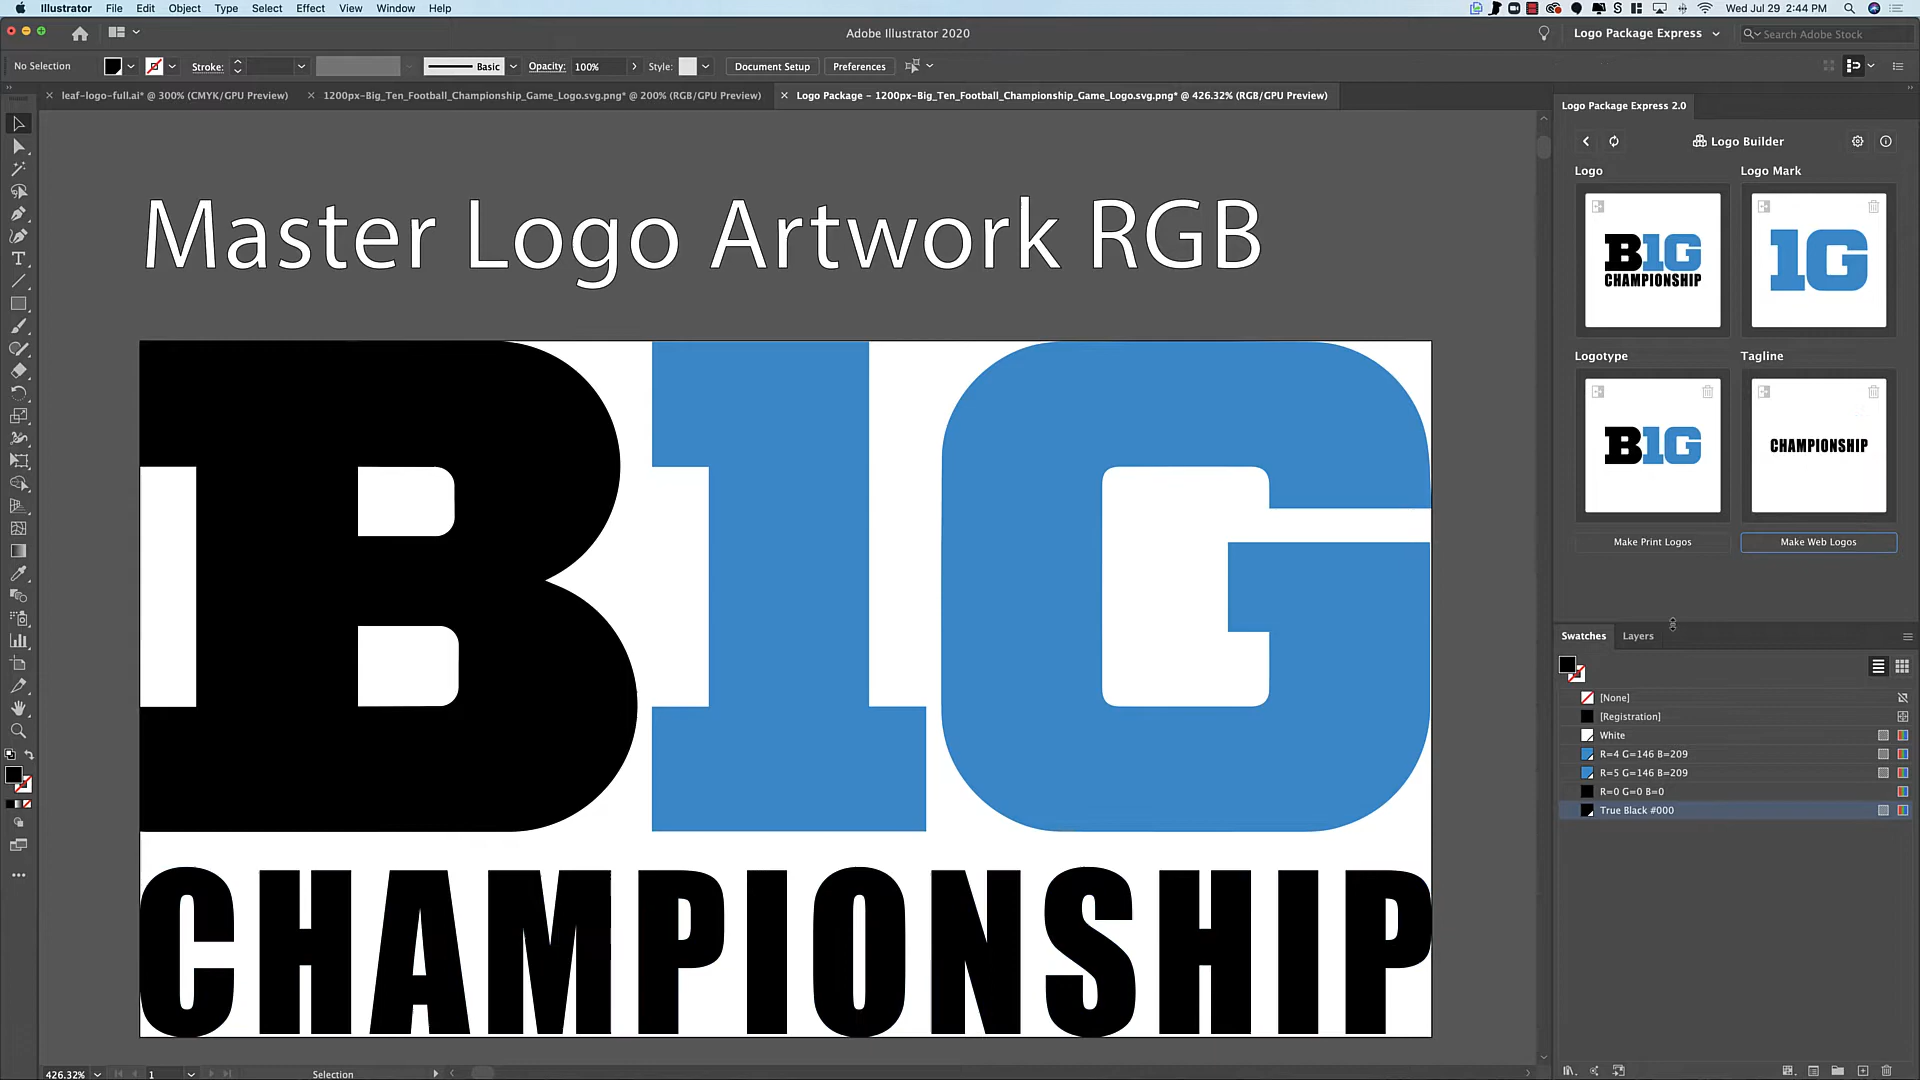 Illustrator File Edit Object Type Select Effect View Window Help
Wed Jul 29 2:44 PM
Adobe Illustrator 2020
Logo Package Express
Search Adobe Stock
No Selection
Stroke:
Basic
Opacity: 100%
Style:
Document Setup
Preferences
leaf-logo-full.ai* @ 300% (CMYK/GPU Preview)
1200px-Big_Ten_Football_Championship_Game_Logo.svg.png* @ 200% (RGB/GPU Preview)
Logo Package - 1200px-Big_Ten_Football_Championship_Game_Logo.svg.png* @ 426.32% (RGB/GPU Preview)
Logo Package Express 2.0
Logo Builder
Logo
Logo Mark
B1G
CHAMPIONSHIP
1G
Logotype
Tagline
B1G
CHAMPIONSHIP
Make Print Logos
Make Web Logos
Master Logo Artwork RGB
B1G
CHAMPIONSHIP
Swatches
Layers
[None]
[Registration]
White
R=4 G=146 B=209
R=5 G=146 B=209
R=0 G=0 B=0
True Black #000
426.32%
1
Selection